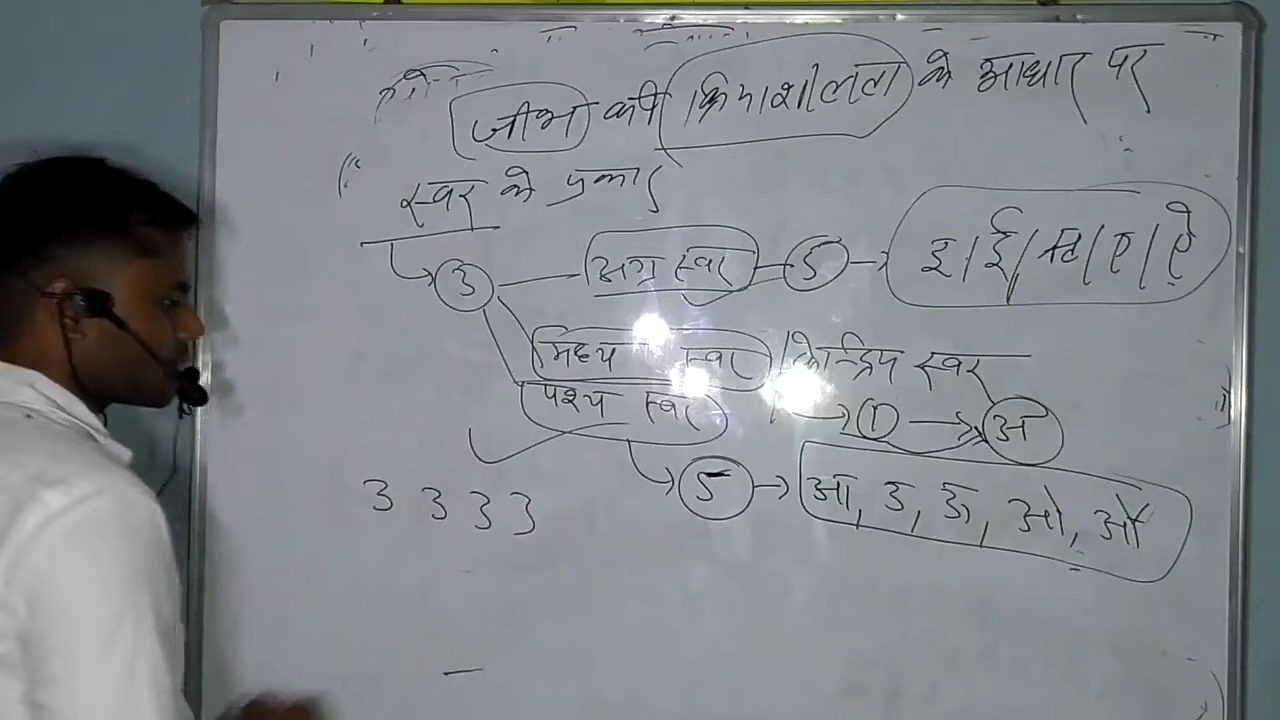 जीभ की क्रियाशीलता के आधार पर
स्वर के प्रकार
3 अग्र स्वर 5 → इ/ई/ऋ/ए/ऐ
मध्य स्वर / केन्द्रिय स्वर
→ 1 → अ
पश्य स्वर
→ 5 → आ, उ, ऊ, ओ, औ
3 3 3 3